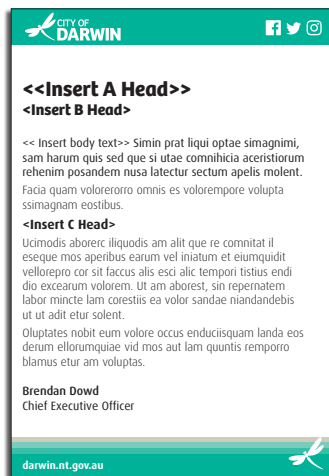 CITY OF
DARWIN
<<Insert A Head>>
<Insert B Head>
<< Insert body text>> Simin prat liqui optae simagnimi,
sam harum quis sed que si utae comnihicia aceristiorum
rehenim posandem nusa latectur sectum apelis molent.
Facia quam volorerorro omnis es volorempore volupta
ssimagnam eostibus.
<Insert C Head>
Ucimodis aborerc iliquodis am alit que re comnitat il
eseque mos aperibus earum vel iniatum et eiumquidit
vellorepro cor sit faccus alis esci alic tempori tistius endi
dio excearum volorem. Ut am aborest, sin repernatem
labor mincte lam corestiis ea volor sandae niandandebis
ut ut adit etur solent.
Oluptates nobit eum volore occus enduciisquam landa eos
derum ellorumquiae vid mos aut lam quuntis remporro
blamus etur am voluptas.
Brendan Dowd
Chief Executive Officer
darwin.nt.gov.au